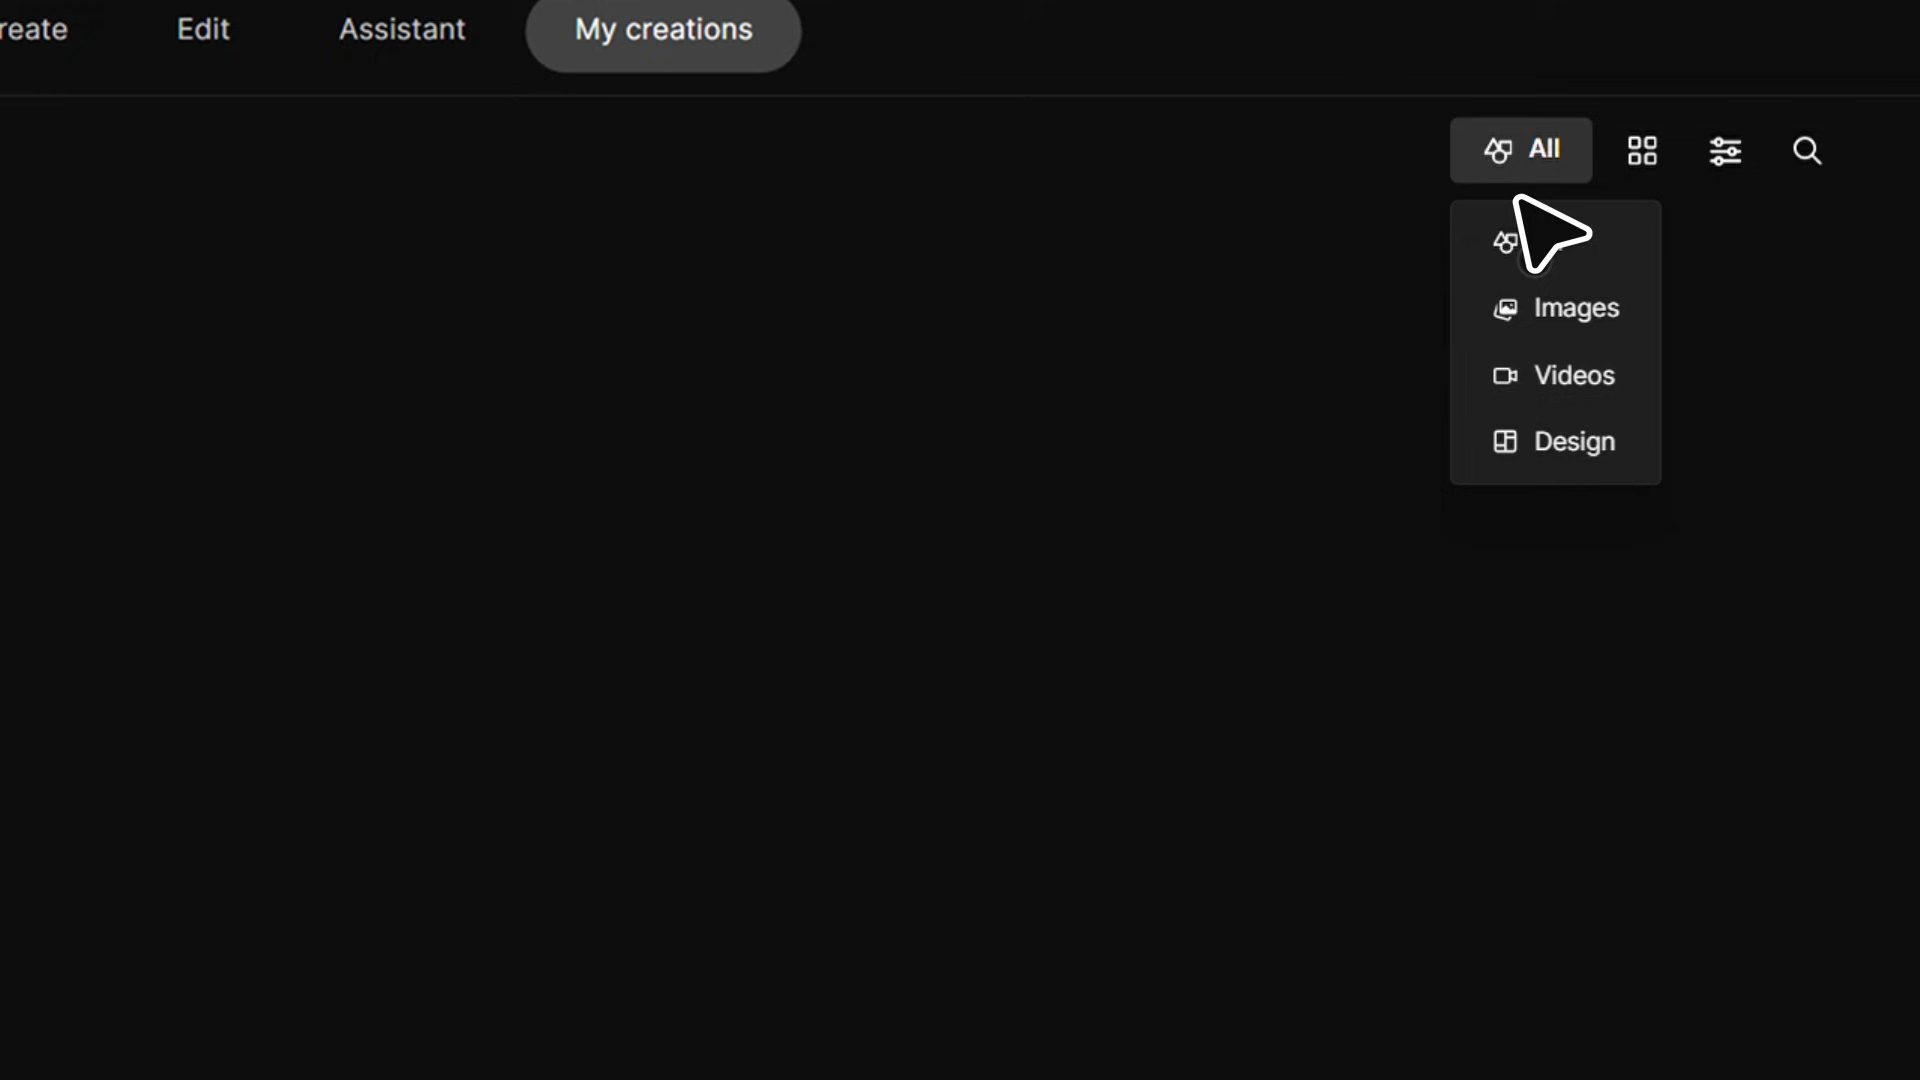 reate Edit Assistant My creations
All
Images
Videos
Design